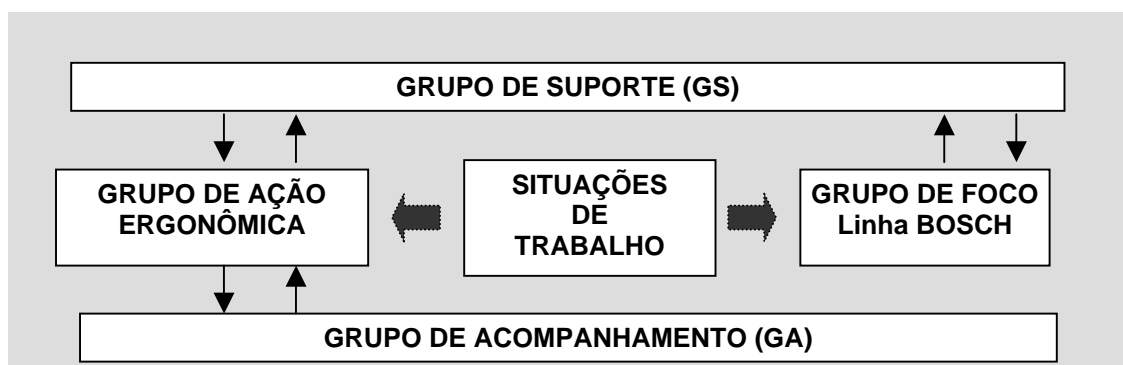 GRUPO DE SUPORTE (GS)
GRUPO DE AÇÃO
ERGONÔMICA
SITUAÇÕES
DE
TRABALHO
GRUPO DE FOCO
Linha BOSCH
GRUPO DE ACOMPANHAMENTO (GA)